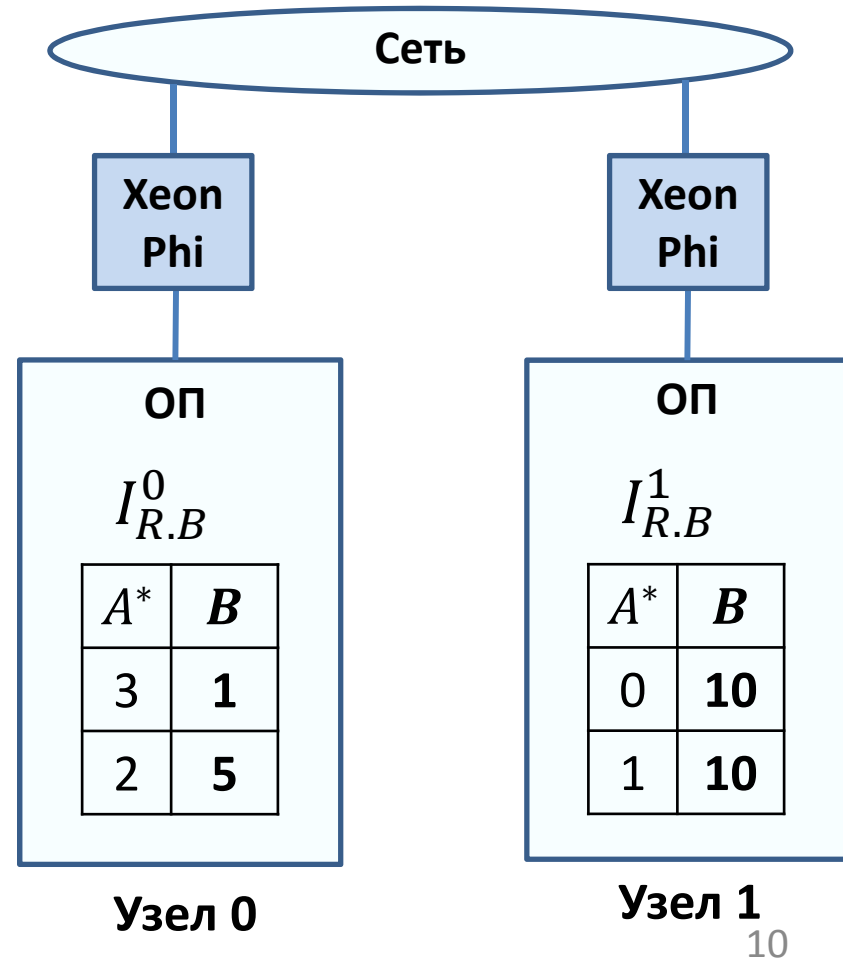 Сеть
Xeon
Phi
Xeon
Phi
ОП
I^0_{R.B}
A* B
3 1
2 5
Узел 0
ОП
I^1_{R.B}
A* B
0 10
1 10
Узел 1
10